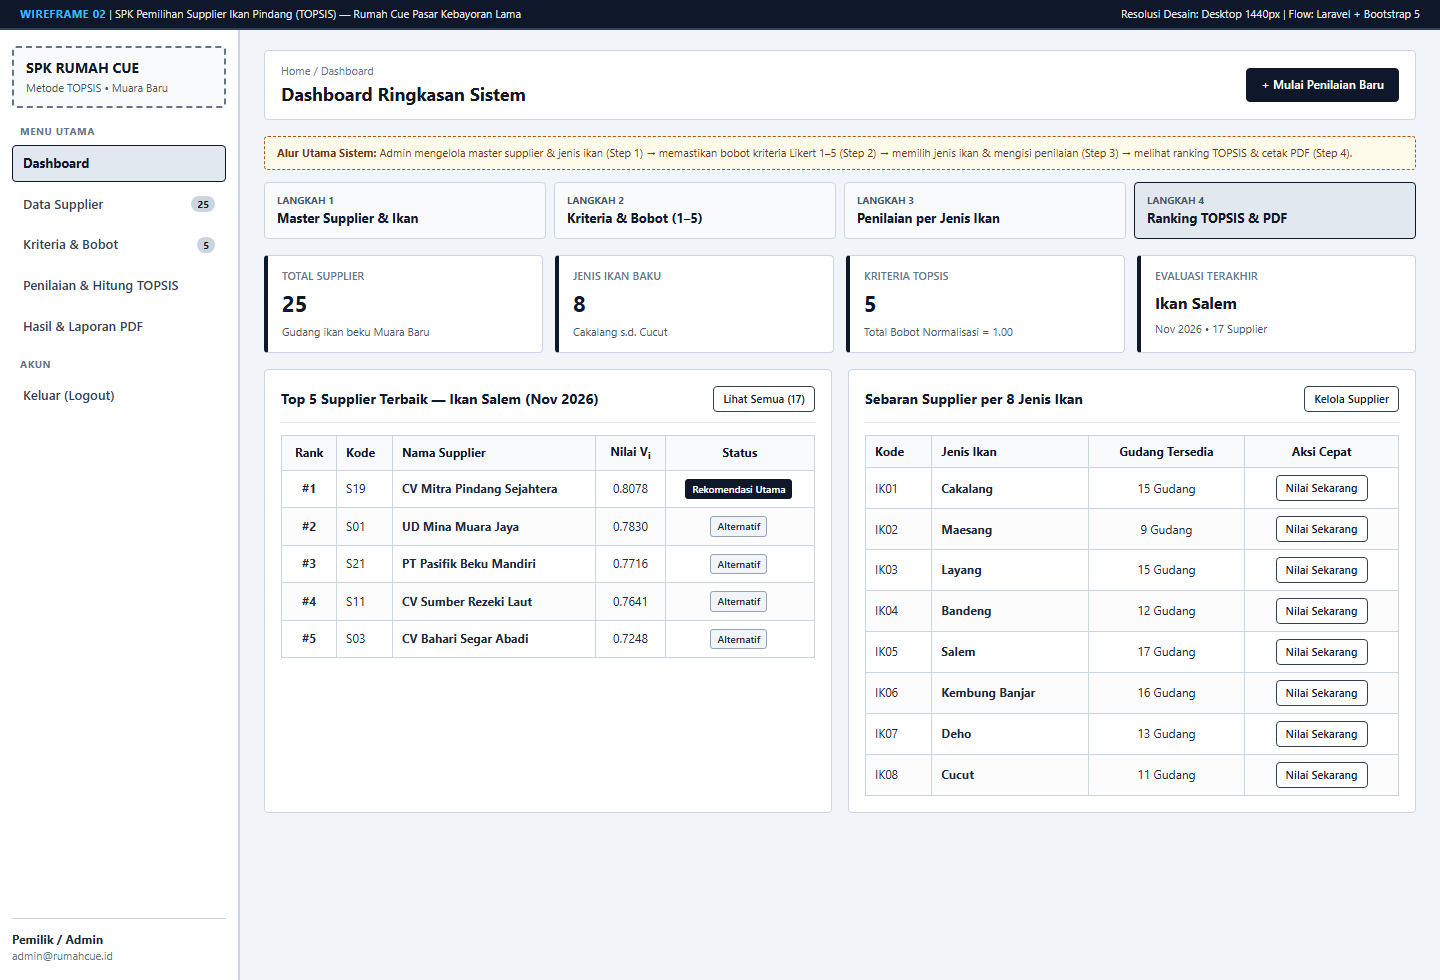 WIREFRAME 02 | SPK Pemilihan Supplier Ikan Pindang (TOPSIS) — Rumah Cue Pasar Kebayoran Lama
Resolusi Desain: Desktop 1440px | Flow: Laravel + Bootstrap 5
SPK RUMAH CUE
Metode TOPSIS • Muara Baru
MENU UTAMA
Dashboard
Data Supplier 25
Kriteria & Bobot 5
Penilaian & Hitung TOPSIS
Hasil & Laporan PDF
AKUN
Keluar (Logout)
Pemilik / Admin
admin@rumahcue.id
Home / Dashboard
Dashboard Ringkasan Sistem
+ Mulai Penilaian Baru
Alur Utama Sistem: Admin mengelola master supplier & jenis ikan (Step 1) → memastikan bobot kriteria Likert 1–5 (Step 2) → memilih jenis ikan & mengisi penilaian (Step 3) → melihat ranking TOPSIS & cetak PDF (Step 4).
LANGKAH 1
Master Supplier & Ikan
LANGKAH 2
Kriteria & Bobot (1–5)
LANGKAH 3
Penilaian per Jenis Ikan
LANGKAH 4
Ranking TOPSIS & PDF
TOTAL SUPPLIER
25
Gudang ikan beku Muara Baru
JENIS IKAN BAKU
8
Cakalang s.d. Cucut
KRITERIA TOPSIS
5
Total Bobot Normalisasi = 1.00
EVALUASI TERAKHIR
Ikan Salem
Nov 2026 • 17 Supplier
Top 5 Supplier Terbaik — Ikan Salem (Nov 2026)
Lihat Semua (17)
Rank Kode Nama Supplier Nilai Vi Status
#1 S19 CV Mitra Pindang Sejahtera 0.8078 Rekomendasi Utama
#2 S01 UD Mina Muara Jaya 0.7830 Alternatif
#3 S21 PT Pasifik Beku Mandiri 0.7716 Alternatif
#4 S11 CV Sumber Rezeki Laut 0.7641 Alternatif
#5 S03 CV Bahari Segar Abadi 0.7248 Alternatif
Sebaran Supplier per 8 Jenis Ikan
Kelola Supplier
Kode Jenis Ikan Gudang Tersedia Aksi Cepat
IK01 Cakalang 15 Gudang Nilai Sekarang
IK02 Maesang 9 Gudang Nilai Sekarang
IK03 Layang 15 Gudang Nilai Sekarang
IK04 Bandeng 12 Gudang Nilai Sekarang
IK05 Salem 17 Gudang Nilai Sekarang
IK06 Kembung Banjar 16 Gudang Nilai Sekarang
IK07 Deho 13 Gudang Nilai Sekarang
IK08 Cucut 11 Gudang Nilai Sekarang